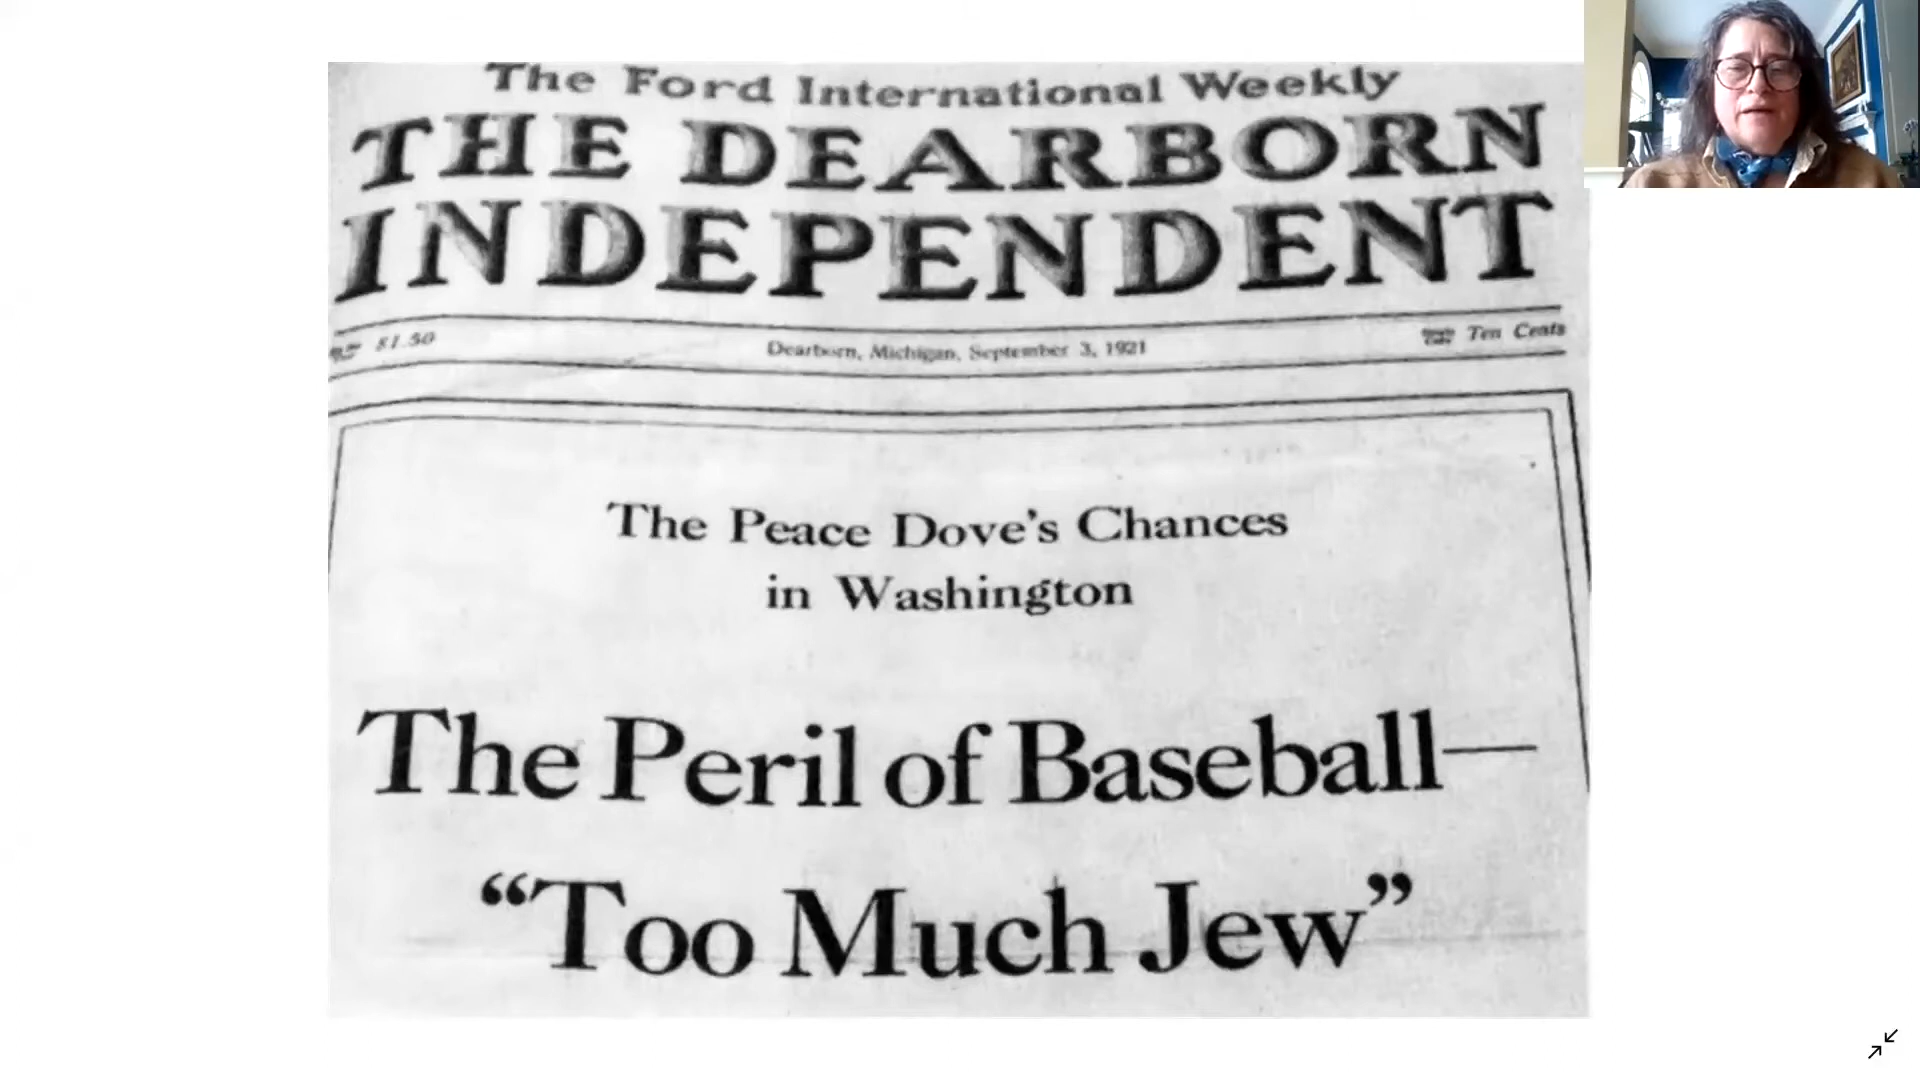 The Ford International Weekly
THE DEARBORN
INDEPENDENT
$1.50
Dearborn, Michigan, September 3, 1921
Ten Cents
The Peace Dove's Chances
in Washington
The Peril of Baseball—
“Too Much Jew”